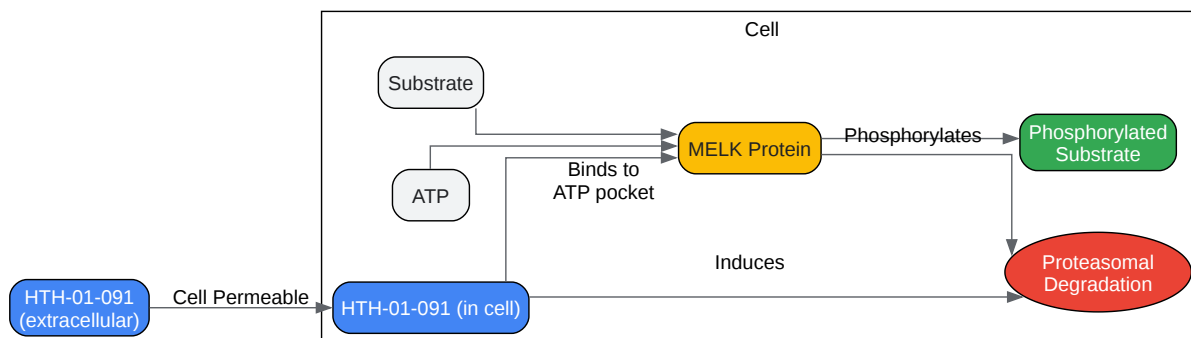 Cell
Substrate
ATP
MELK Protein
Phosphorylates
Phosphorylated
Substrate
Binds to
ATP pocket
HTH-01-091
(extracellular)
Cell Permeable
HTH-01-091 (in cell)
Induces
Proteasomal
Degradation